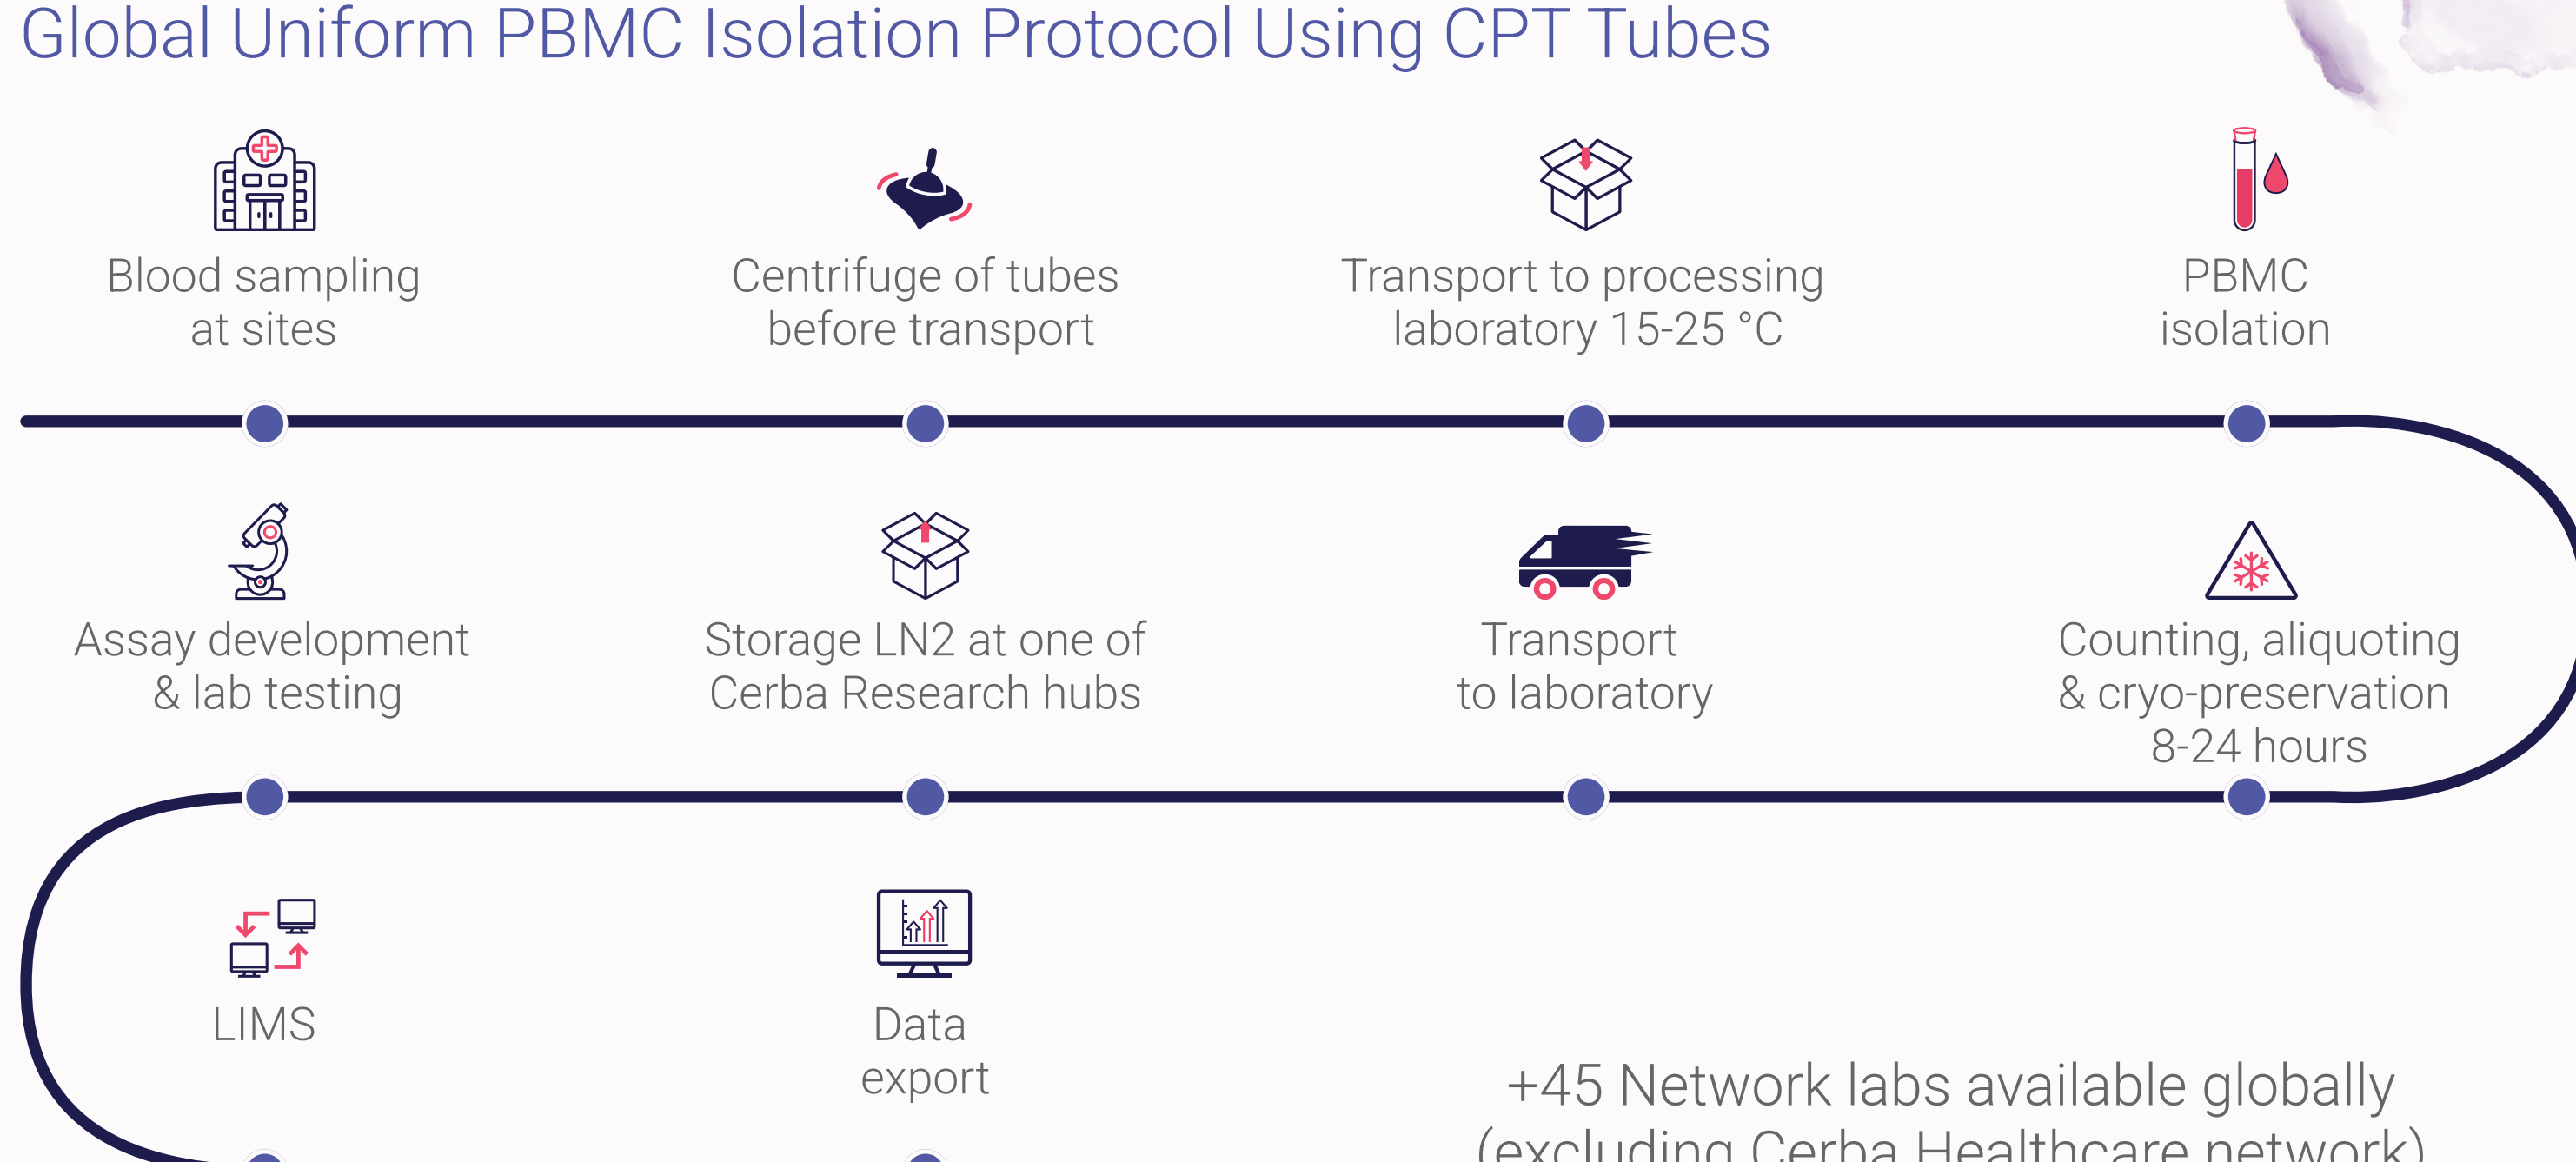 Global Uniform PBMC Isolation Protocol Using CPT Tubes
Blood sampling
at sites
Centrifuge of tubes
before transport
Transport to processing
laboratory 15-25 °C
PBMC
isolation
Counting, aliquoting
& cryo-preservation
8-24 hours
Transport
to laboratory
Storage LN2 at one of
Cerba Research hubs
Assay development
& lab testing
LIMS
Data
export
+45 Network labs available globally
(excluding Cerba Healthcare network)